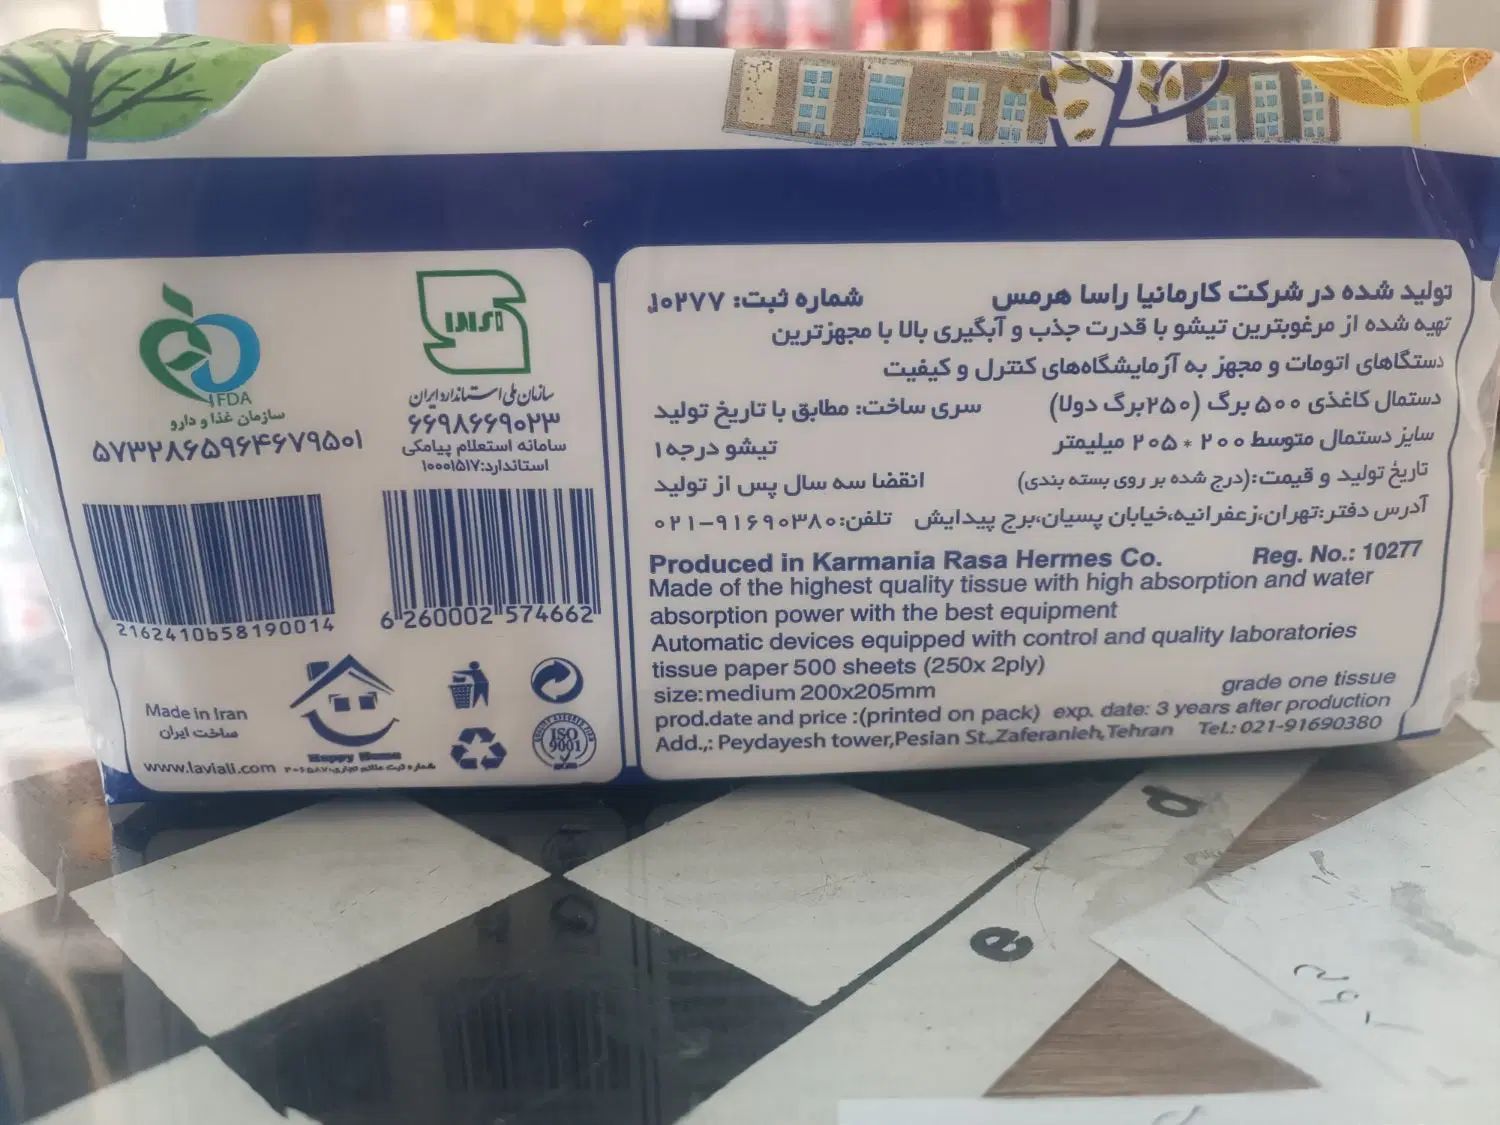 FDA
سازمان غذا و دارو
۵۷۳۲۸۶۵۹۶۴۶۷۹۵۰۱
سازمان ملی استاندارد ایران
۶۶۹۸۶۶۹۰۲۳
سامانه استعلام پیامکی
استاندارد:۱۰۰۰۱۵۱۷
2162410b58190014
6 260002 574662
Made in Iran
ساخت ایران
www.laviali.com
Happy Home
ISO
9001
تولید شده در شرکت کارمانیا راسا هرمس شماره ثبت: ۱۰۲۷۷
تهیه شده از مرغوبترین تیشو با قدرت جذب و آبگیری بالا با مجهزترین
دستگاهای اتومات و مجهز به آزمایشگاه‌های کنترل و کیفیت
دستمال کاغذی ۵۰۰ برگ (۲۵۰برگ دولا) سری ساخت: مطابق با تاریخ تولید
سایز دستمال متوسط ۲۰۰ * ۲۰۵ میلیمتر تیشو درجه۱
تاریخ تولید و قیمت:(درج شده بر روی بسته بندی) انقضا سه سال پس از تولید
آدرس دفتر:تهران،زعفرانیه،خیابان پسیان،برج پیدایش تلفن:۰۲۱-۹۱۶۹۰۳۸۰
Produced in Karmania Rasa Hermes Co. Reg. No.: 10277
Made of the highest quality tissue with high absorption and water
absorption power with the best equipment
Automatic devices equipped with control and quality laboratories
tissue paper 500 sheets (250x 2ply)
size:medium 200x205mm grade one tissue
prod.date and price :(printed on pack) exp. date: 3 years after production
Add.,: Peydayesh tower,Pesian St.,Zaferanieh,Tehran Tel.: 021-91690380
d
e